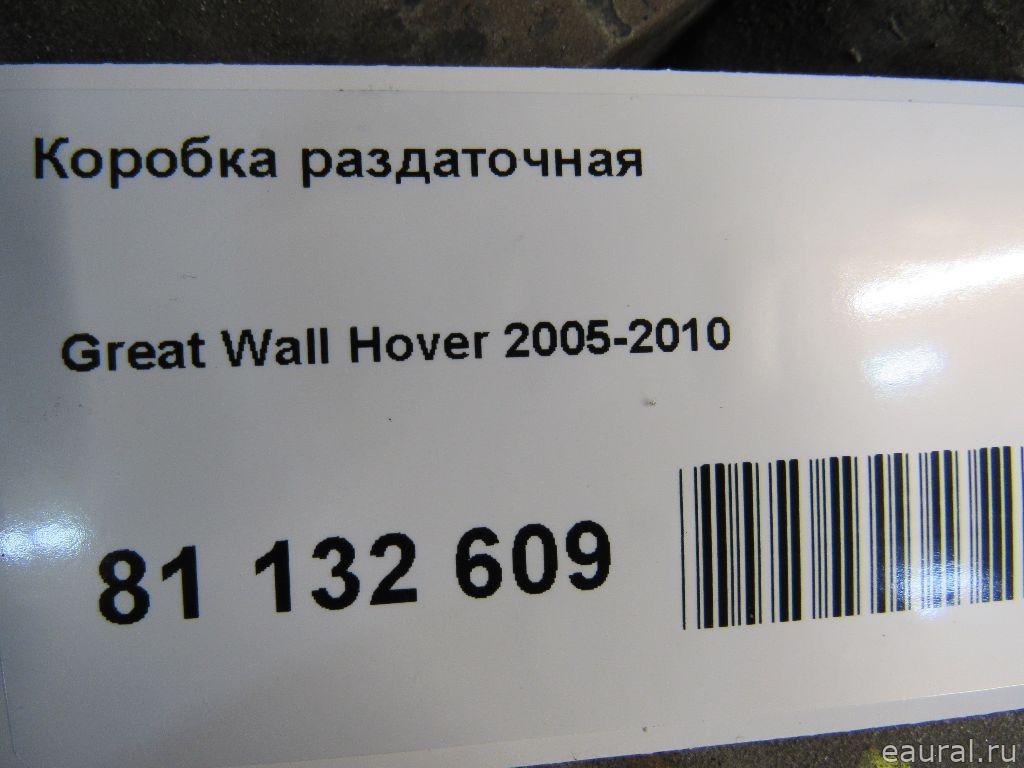 Коробка раздаточная
Great Wall Hover 2005-2010
81 132 609
eaural.ru